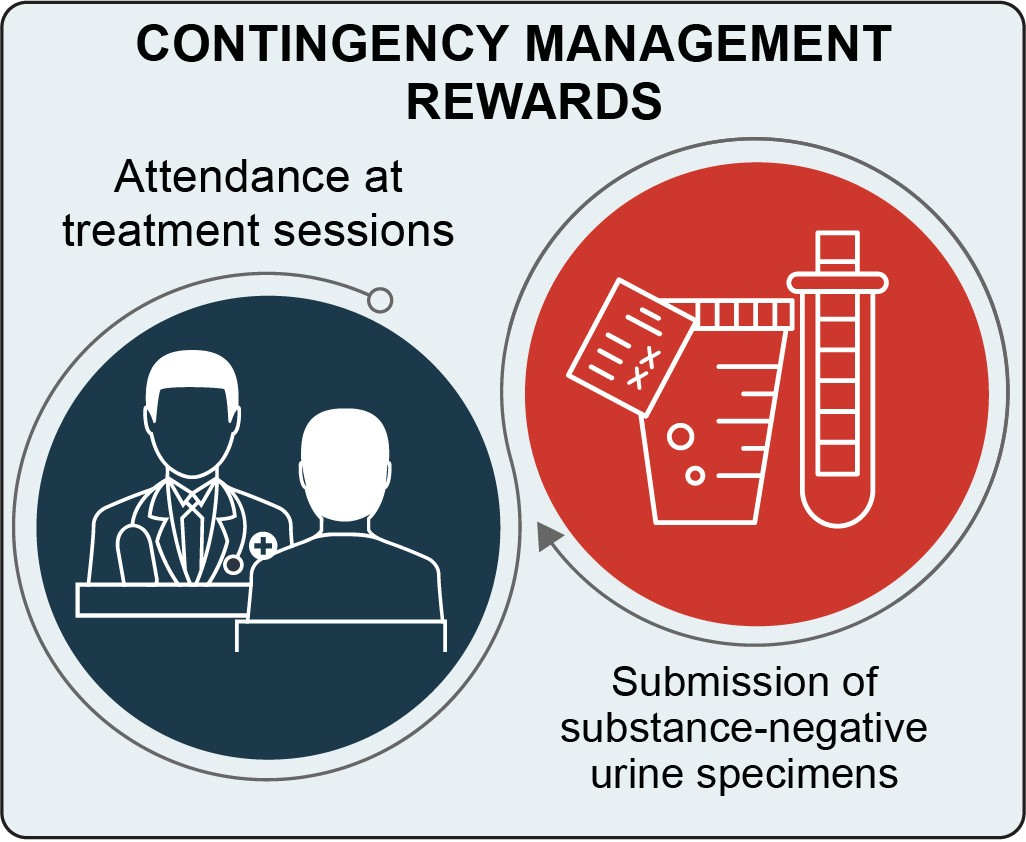 CONTINGENCY MANAGEMENT
REWARDS
Attendance at
treatment sessions
Submission of
substance-negative
urine specimens